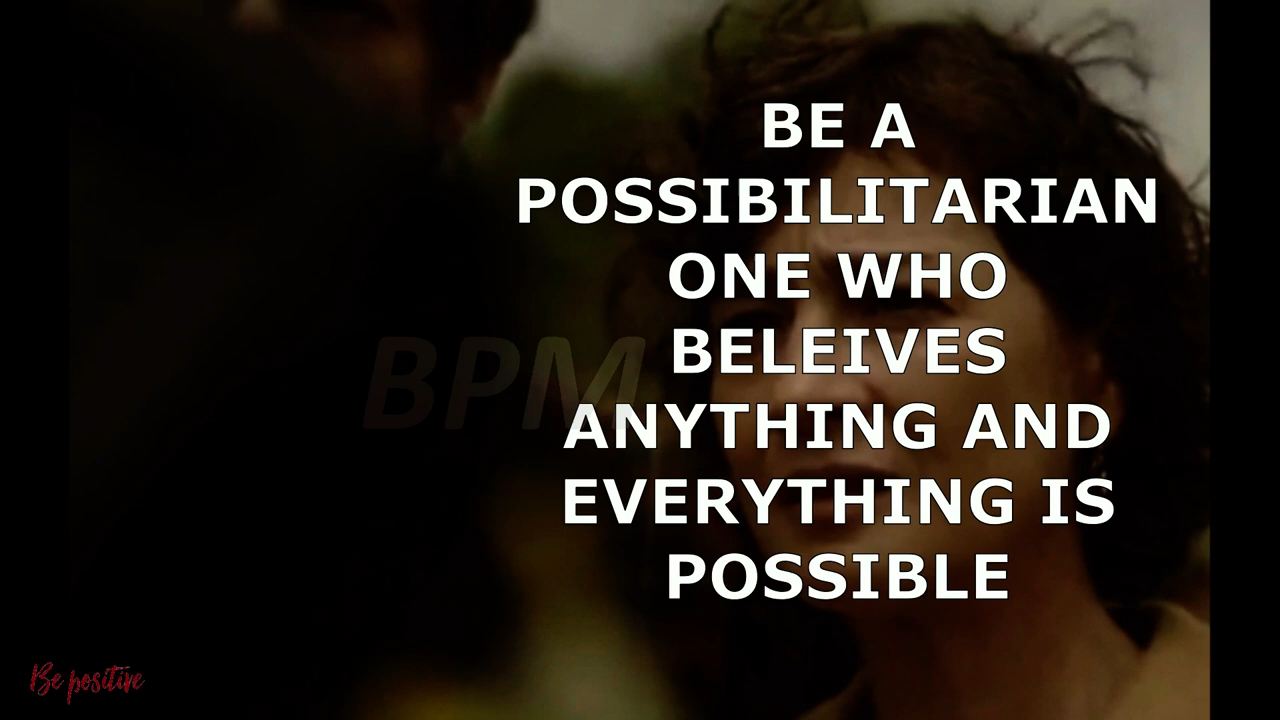 BE A
POSSIBILITARIAN
ONE WHO
BELEIVES
ANYTHING AND
EVERYTHING IS
POSSIBLE
BPM
Be positive